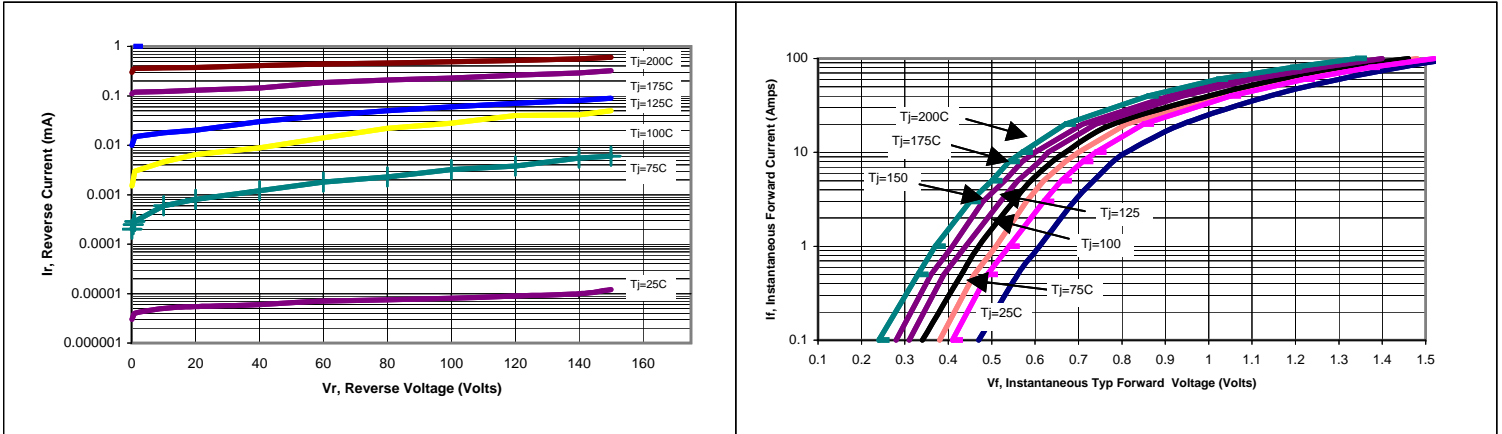 1
0.1
0.01
0.001
0.0001
0.00001
0.000001
Ir, Reverse Current (mA)
Tj=200C
Tj=175C
Tj=125C
Tj=100C
Tj=75C
Tj=25C
0 20 40 60 80 100 120 140 160
Vr, Reverse Voltage (Volts)
100
10
1
0.1
If, Instantaneous Forward Current (Amps)
Tj=200C
Tj=175C
Tj=150
Tj=125
Tj=100
Tj=75C
Tj=25C
0.1 0.2 0.3 0.4 0.5 0.6 0.7 0.8 0.9 1 1.1 1.2 1.3 1.4 1.5
Vf, Instantaneous Typ Forward Voltage (Volts)